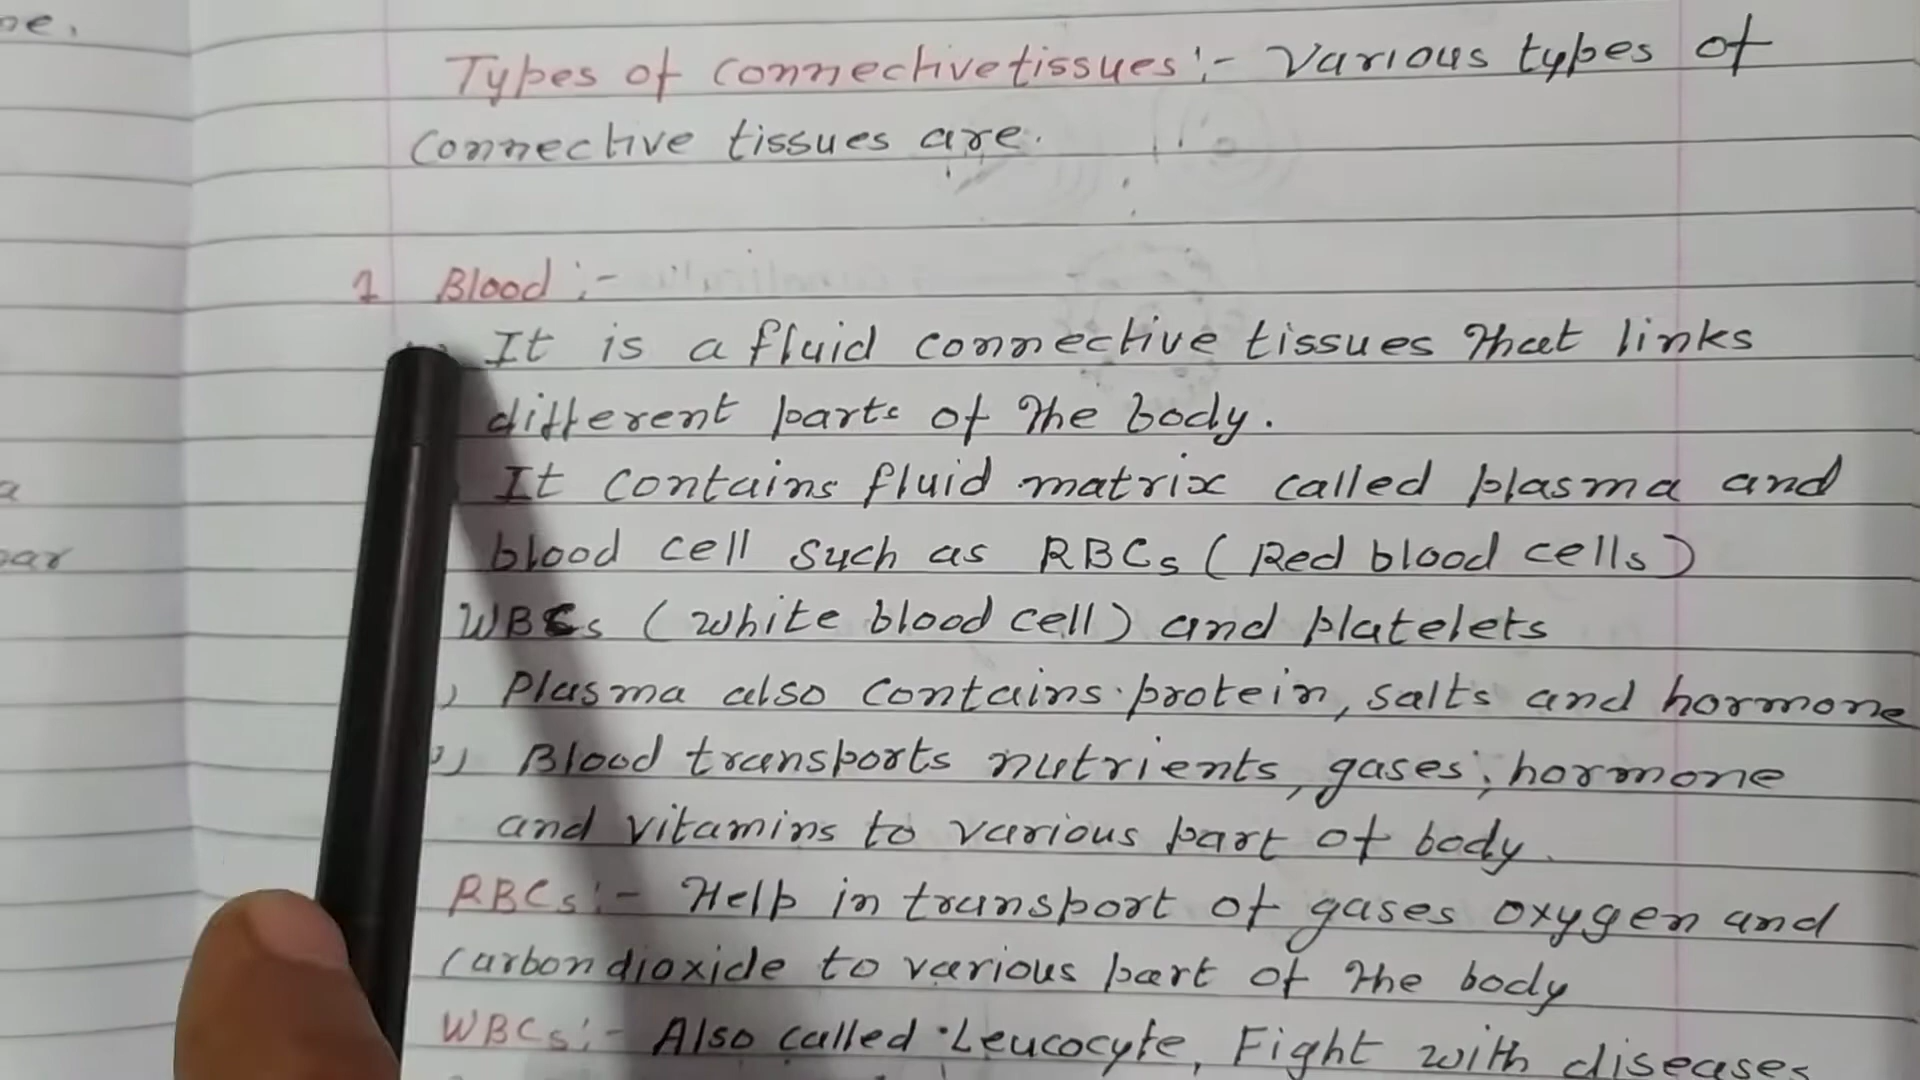 ne.
Types of connective tissues :- Various types of
connective tissues are.
1 Blood :-
It is a fluid connective tissues that links
different parts of the body.
It contains fluid matrix called plasma and
a
blood cell such as RBCs (Red blood cells)
WBCs (white blood cell) and platelets
Plasma also contains protein, salts and hormone
Blood transports nutrients, gases, hormone
and vitamins to various part of body.
RBCs :- Help in transport of gases oxygen and
carbondioxide to various part of the body
WBCs :- Also called Leucocyte, Fight with diseases